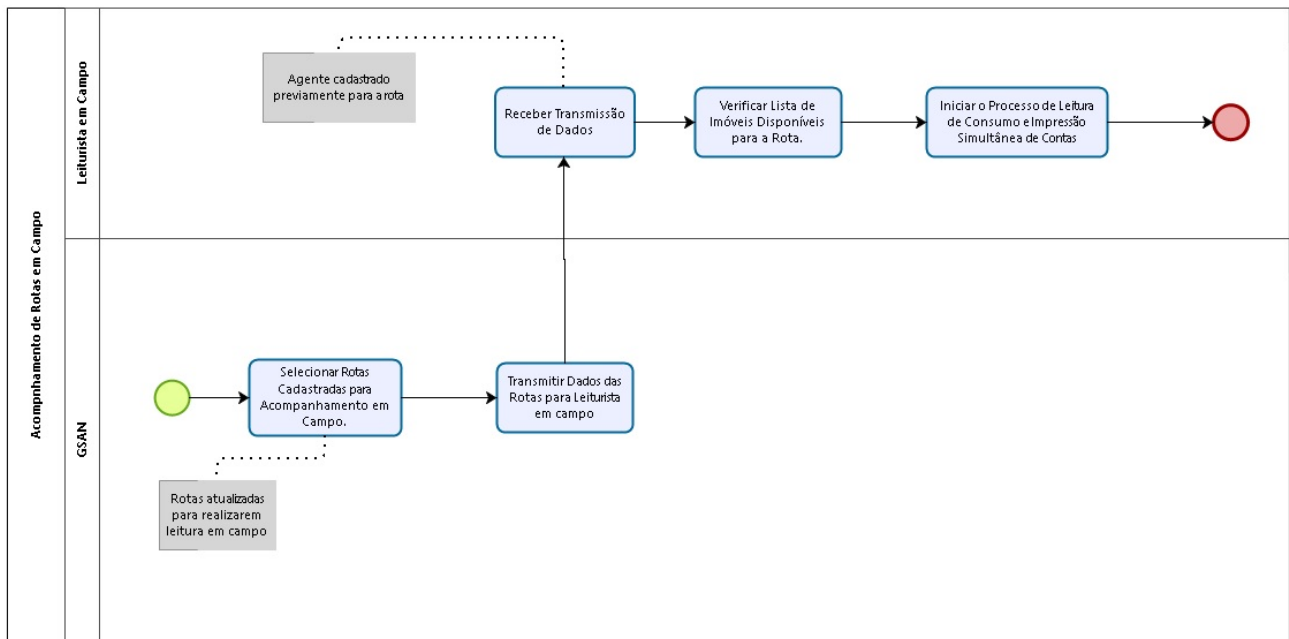 Acompnhamento de Rotas em Campo
Leiturista em Campo
Agente cadastrado
previamente para a rota
Receber Transmissão
de Dados
Verificar Lista de
Imóveis Disponíveis
para a Rota.
Iniciar o Processo de Leitura
de Consumo e Impressão
Simultânea de Contas
GSAN
Selecionar Rotas
Cadastradas para
Acompanhamento em
Campo.
Transmitir Dados das
Rotas para Leiturista
em campo
Rotas atualizadas
para realizarem
leitura em campo